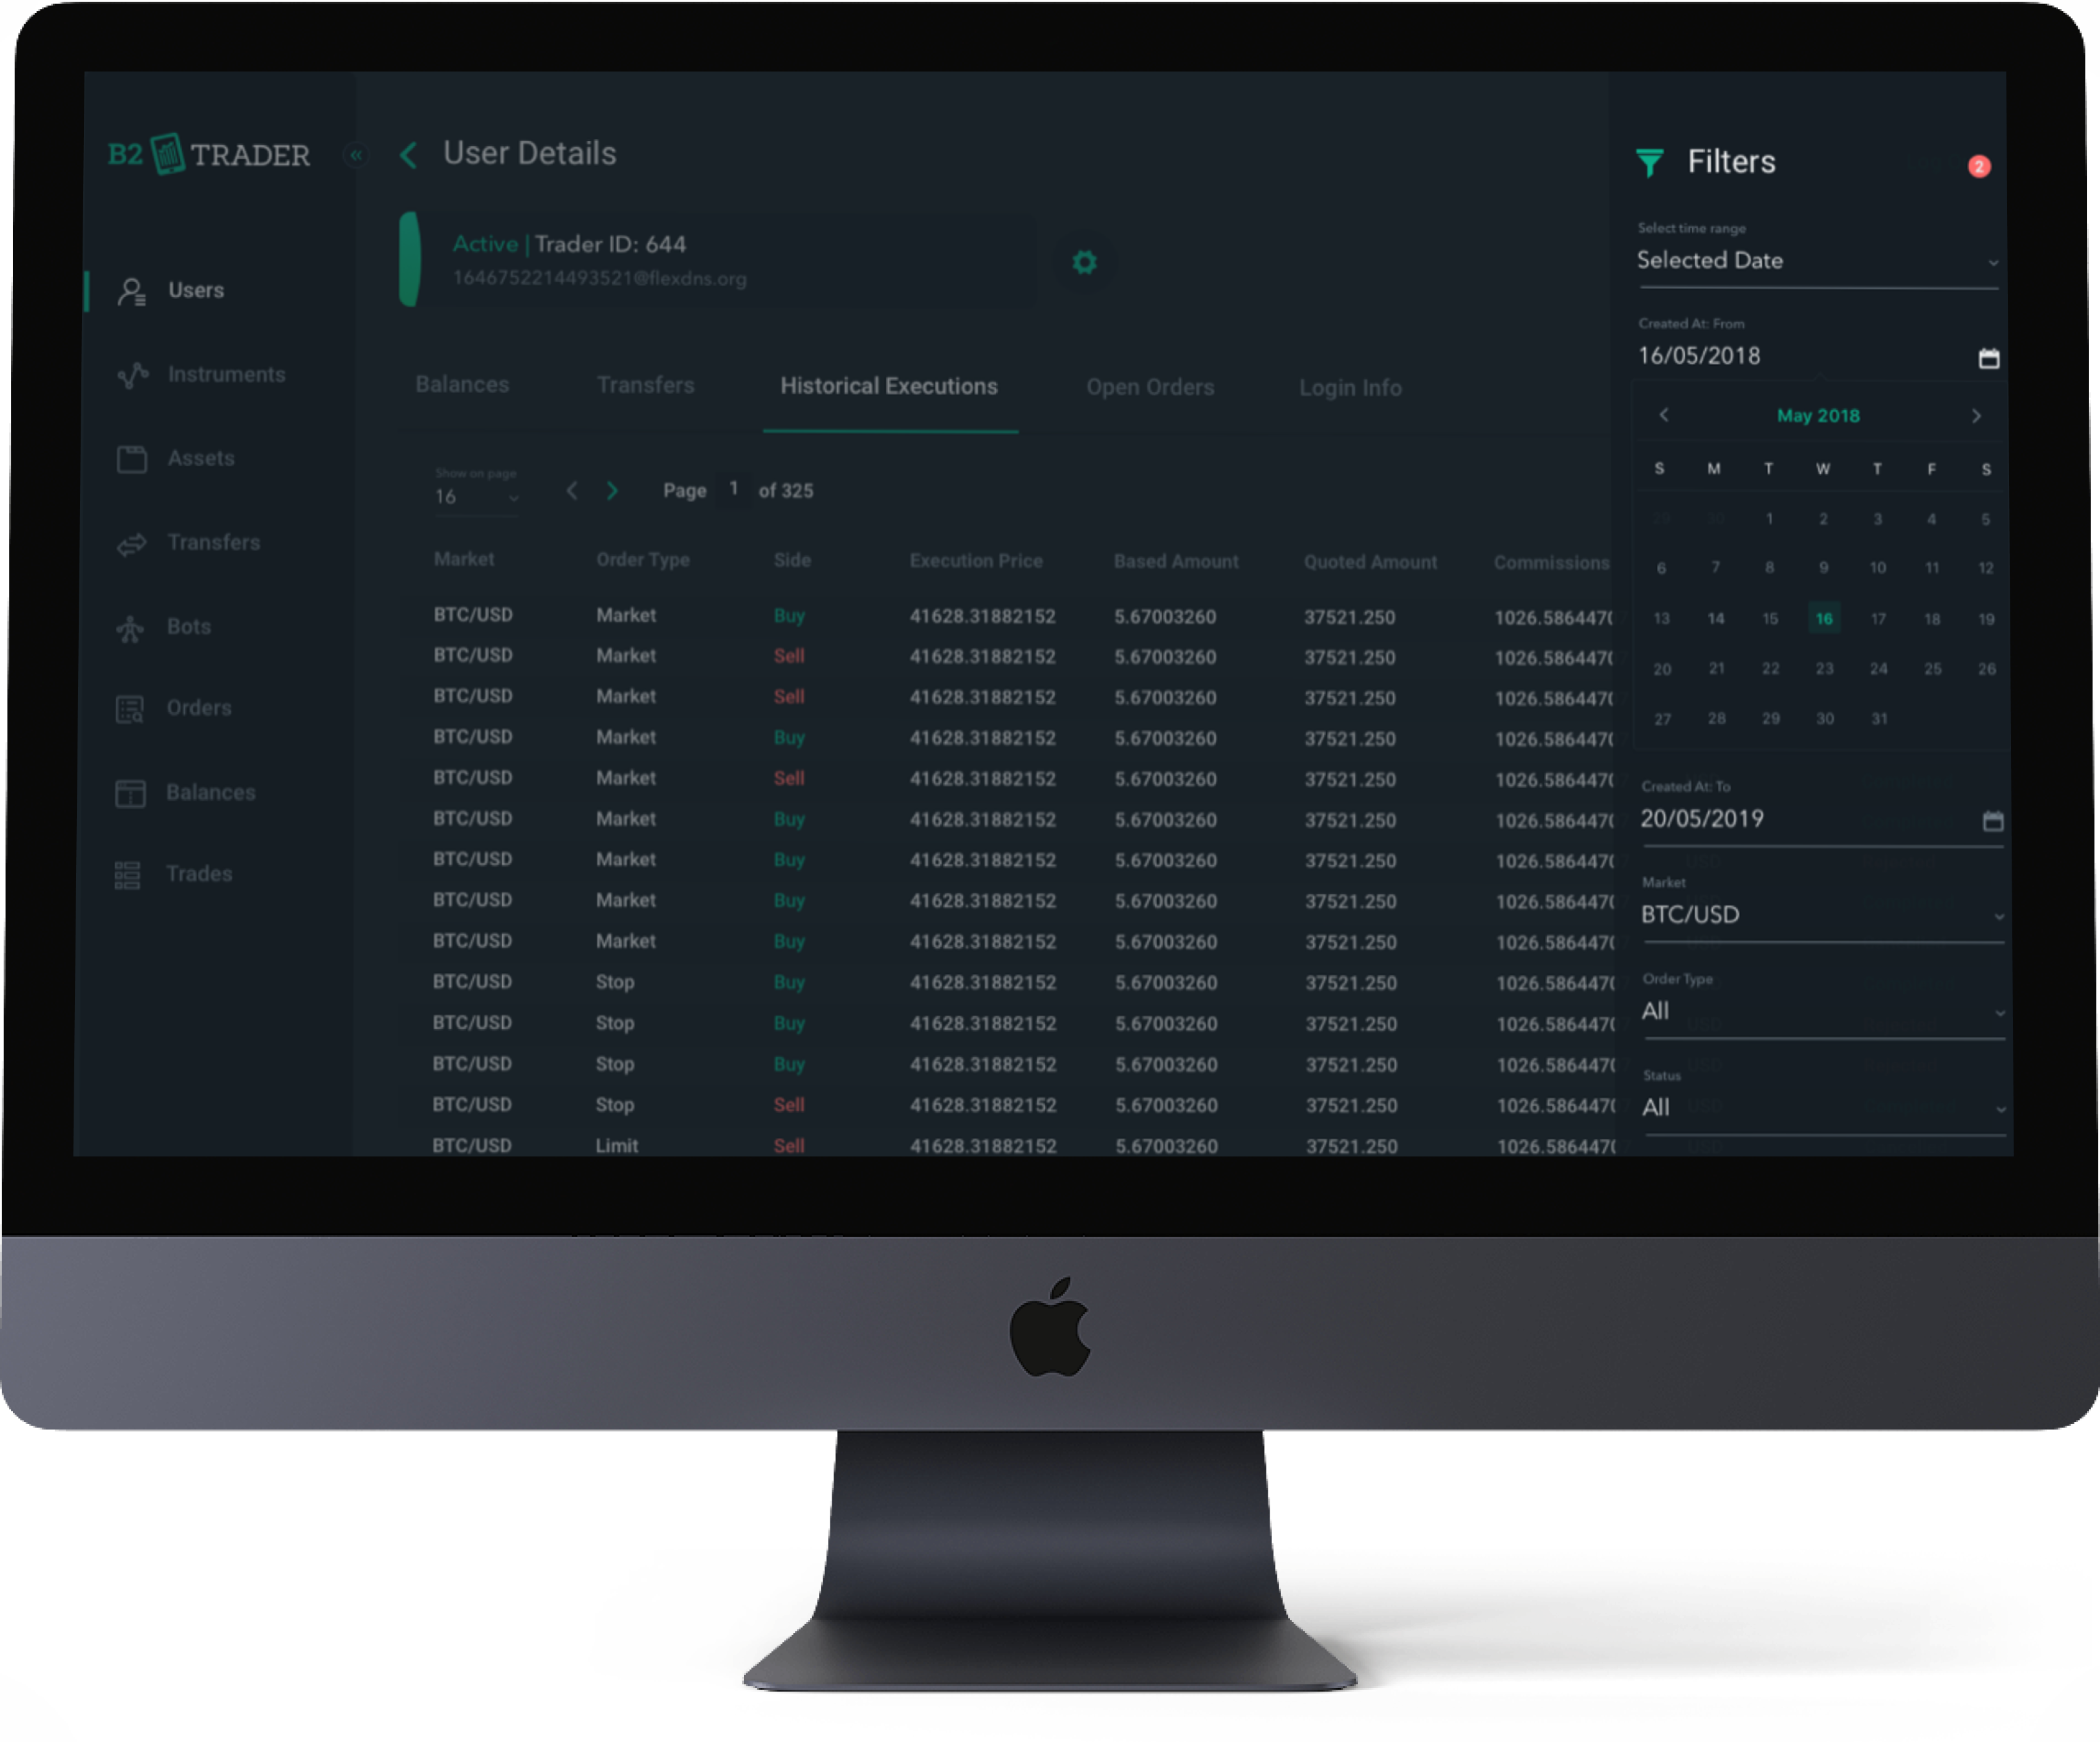 B2 TRADER
«
Users
Instruments
Assets
Transfers
Bots
Orders
Balances
Trades
User Details
Active | Trader ID: 644
1646752214493521@flexdns.org
Balances Transfers Historical Executions Open Orders Login Info
Show on page
16
Page 1 of 325
Market Order Type Side Execution Price Based Amount Quoted Amount Commissions
BTC/USD Market Buy 41628.31882152 5.67003260 37521.250 1026.586447
BTC/USD Market Sell 41628.31882152 5.67003260 37521.250 1026.586447
BTC/USD Market Sell 41628.31882152 5.67003260 37521.250 1026.586447
BTC/USD Market Buy 41628.31882152 5.67003260 37521.250 1026.586447
BTC/USD Market Sell 41628.31882152 5.67003260 37521.250 1026.586447
BTC/USD Market Buy 41628.31882152 5.67003260 37521.250 1026.586447
BTC/USD Market Buy 41628.31882152 5.67003260 37521.250 1026.586447
BTC/USD Market Buy 41628.31882152 5.67003260 37521.250 1026.586447
BTC/USD Market Buy 41628.31882152 5.67003260 37521.250 1026.586447
BTC/USD Stop Buy 41628.31882152 5.67003260 37521.250 1026.586447
BTC/USD Stop Buy 41628.31882152 5.67003260 37521.250 1026.586447
BTC/USD Stop Buy 41628.31882152 5.67003260 37521.250 1026.586447
BTC/USD Stop Sell 41628.31882152 5.67003260 37521.250 1026.586447
BTC/USD Limit Sell 41628.31882152 5.67003260 37521.250 1026.586447
Filters 2
Select time range
Selected Date
Created At: From
16/05/2018
May 2018
S M T W T F S
29 30 1 2 3 4 5
6 7 8 9 10 11 12
13 14 15 16 17 18 19
20 21 22 23 24 25 26
27 28 29 30 31
Created At: To
20/05/2019
Market
BTC/USD
Order Type
All
Status
All